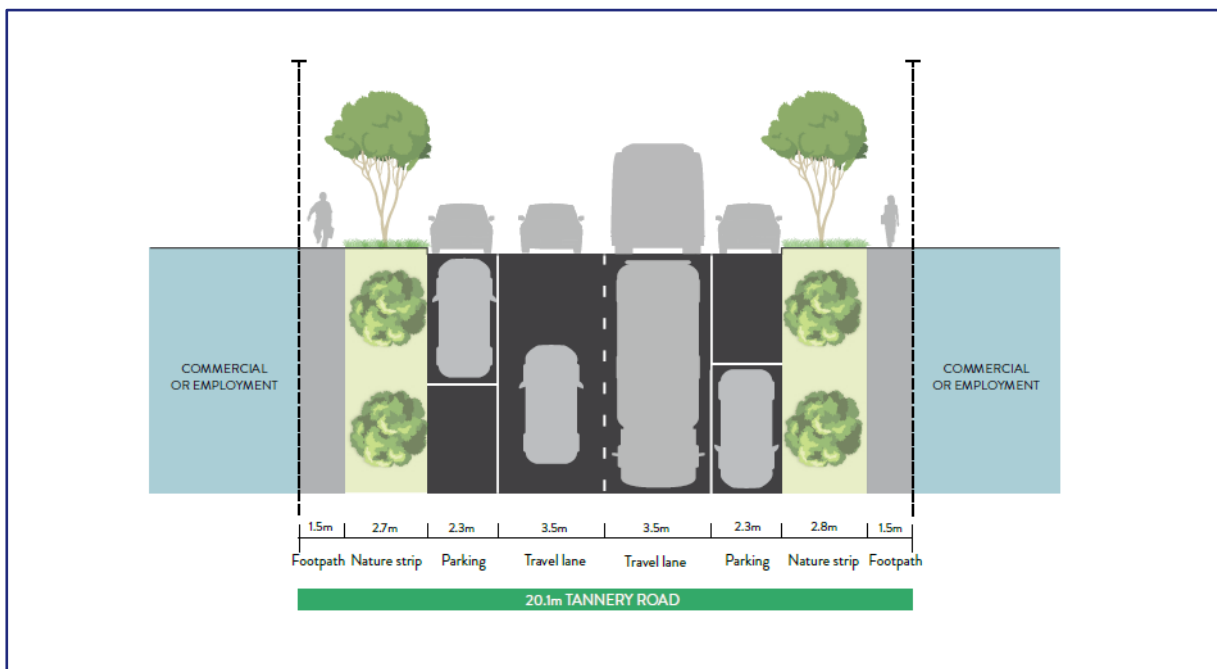 COMMERCIAL
OR EMPLOYMENT
COMMERCIAL
OR EMPLOYMENT
1.5m 2.7m 2.3m 3.5m 3.5m 2.3m 2.8m 1.5m
Footpath Nature strip Parking Travel lane Travel lane Parking Nature strip Footpath
20.1m TANNERY ROAD